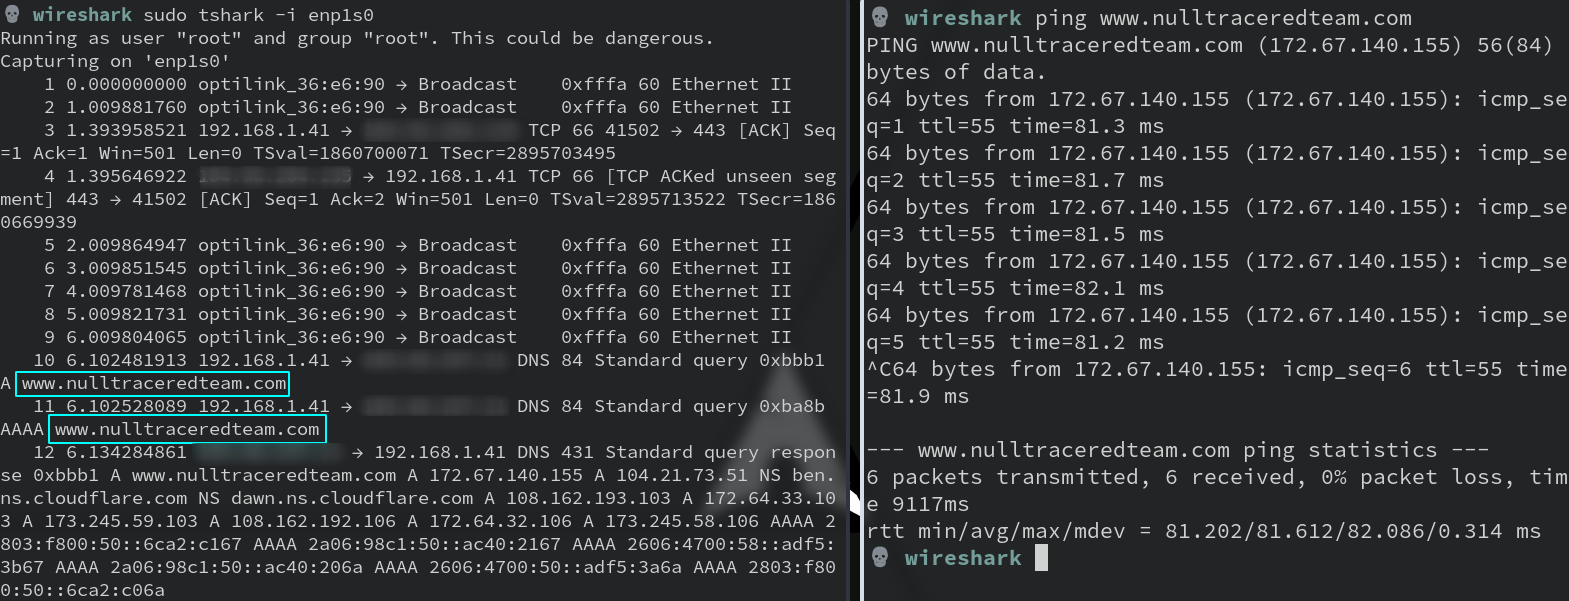 wireshark sudo tshark -i enp1s0
Running as user "root" and group "root". This could be dangerous.
Capturing on 'enp1s0'
1 0.000000000 optilink_36:e6:90 → Broadcast 0xfffa 60 Ethernet II
2 1.009881760 optilink_36:e6:90 → Broadcast 0xfffa 60 Ethernet II
3 1.393958521 192.168.1.41 → TCP 66 41502 → 443 [ACK] Seq
=1 Ack=1 Win=501 Len=0 TSval=1860700071 TSecr=2895703495
4 1.395646922 → 192.168.1.41 TCP 66 [TCP ACKed unseen seg
ment] 443 → 41502 [ACK] Seq=1 Ack=2 Win=501 Len=0 TSval=2895713522 TSecr=186
0669939
5 2.009864947 optilink_36:e6:90 → Broadcast 0xfffa 60 Ethernet II
6 3.009851545 optilink_36:e6:90 → Broadcast 0xfffa 60 Ethernet II
7 4.009781468 optilink_36:e6:90 → Broadcast 0xfffa 60 Ethernet II
8 5.009821731 optilink_36:e6:90 → Broadcast 0xfffa 60 Ethernet II
9 6.009804065 optilink_36:e6:90 → Broadcast 0xfffa 60 Ethernet II
10 6.102481913 192.168.1.41 → DNS 84 Standard query 0xbbb1
A www.nulltraceredteam.com
11 6.102528089 192.168.1.41 → DNS 84 Standard query 0xba8b
AAAA www.nulltraceredteam.com
12 6.134284861 → 192.168.1.41 DNS 431 Standard query respon
se 0xbbb1 A www.nulltraceredteam.com A 172.67.140.155 A 104.21.73.51 NS ben.
ns.cloudflare.com NS dawn.ns.cloudflare.com A 108.162.193.103 A 172.64.33.10
3 A 173.245.59.103 A 108.162.192.106 A 172.64.32.106 A 173.245.58.106 AAAA 2
803:f800:50::6ca2:c167 AAAA 2a06:98c1:50::ac40:2167 AAAA 2606:4700:58::adf5:
3b67 AAAA 2a06:98c1:50::ac40:206a AAAA 2606:4700:50::adf5:3a6a AAAA 2803:f80
0:50::6ca2:c06a
wireshark ping www.nulltraceredteam.com
PING www.nulltraceredteam.com (172.67.140.155) 56(84)
bytes of data.
64 bytes from 172.67.140.155 (172.67.140.155): icmp_se
q=1 ttl=55 time=81.3 ms
64 bytes from 172.67.140.155 (172.67.140.155): icmp_se
q=2 ttl=55 time=81.7 ms
64 bytes from 172.67.140.155 (172.67.140.155): icmp_se
q=3 ttl=55 time=81.5 ms
64 bytes from 172.67.140.155 (172.67.140.155): icmp_se
q=4 ttl=55 time=82.1 ms
64 bytes from 172.67.140.155 (172.67.140.155): icmp_se
q=5 ttl=55 time=81.2 ms
^C64 bytes from 172.67.140.155: icmp_seq=6 ttl=55 time
=81.9 ms
--- www.nulltraceredteam.com ping statistics ---
6 packets transmitted, 6 received, 0% packet loss, tim
e 9117ms
rtt min/avg/max/mdev = 81.202/81.612/82.086/0.314 ms
wireshark